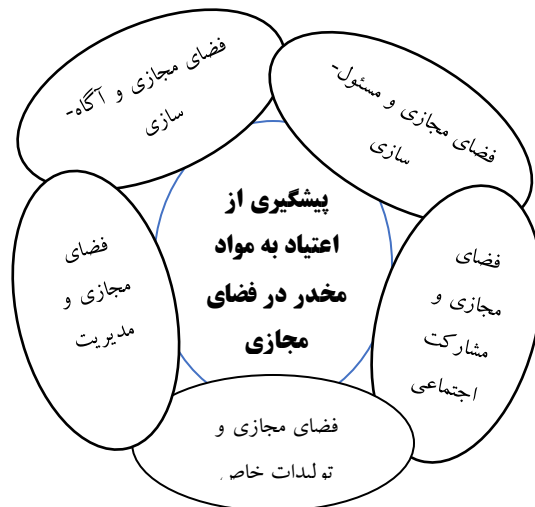 فضای مجازی و آگاه-
سازی
فضای مجازی و مسئول-
سازی
پیشگیری از
اعتیاد به مواد
مخدر در فضای
مجازی
فضای
مجازی و
مدیریت
فضای
مجازی و
مشارکت
اجتماعی
فضای مجازی و
تولیدات خاص